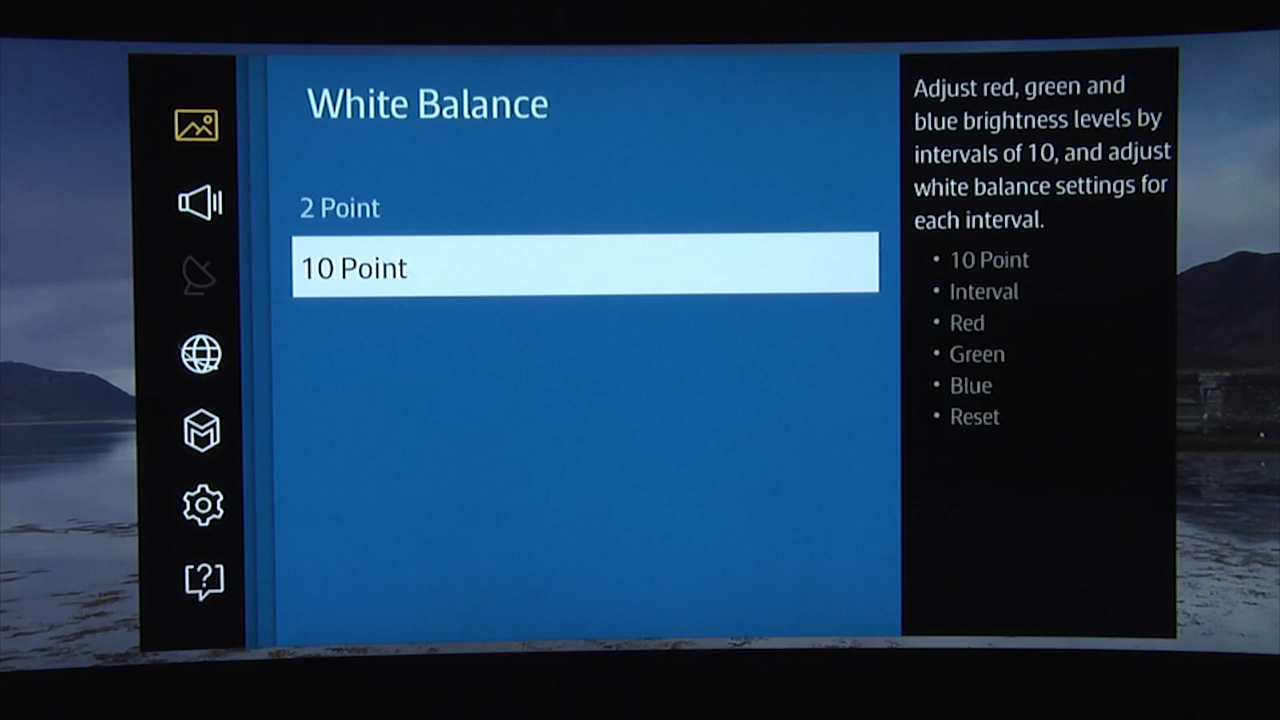 White Balance
2 Point
10 Point
Adjust red, green and
blue brightness levels by
intervals of 10, and adjust
white balance settings for
each interval.
• 10 Point
• Interval
• Red
• Green
• Blue
• Reset